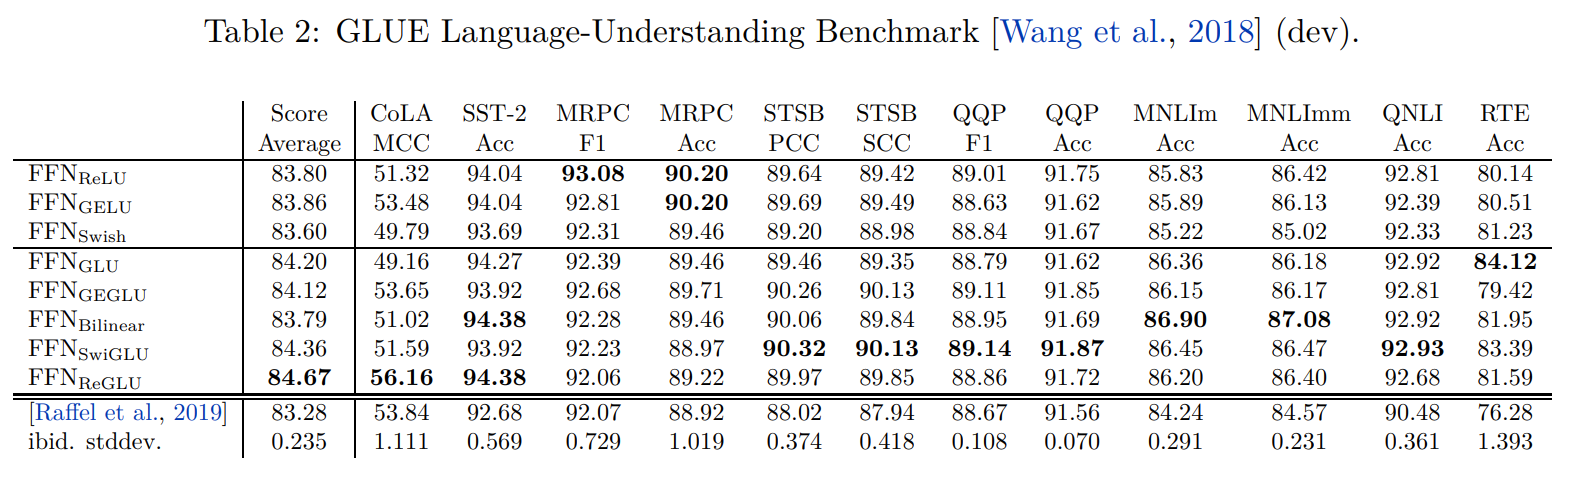 Table 2: GLUE Language-Understanding Benchmark [Wang et al., 2018] (dev).
Score CoLA SST-2 MRPC MRPC STSB STSB QQP QQP MNLIm MNLImm QNLI RTE
Average MCC Acc F1 Acc PCC SCC F1 Acc Acc Acc Acc Acc
FFN_ReLU 83.80 51.32 94.04 93.08 90.20 89.64 89.42 89.01 91.75 85.83 86.42 92.81 80.14
FFN_GELU 83.86 53.48 94.04 92.81 90.20 89.69 89.49 88.63 91.62 85.89 86.13 92.39 80.51
FFN_Swish 83.60 49.79 93.69 92.31 89.46 89.20 88.98 88.84 91.67 85.22 85.02 92.33 81.23
FFN_GLU 84.20 49.16 94.27 92.39 89.46 89.46 89.35 88.79 91.62 86.36 86.18 92.92 84.12
FFN_GEGLU 84.12 53.65 93.92 92.68 89.71 90.26 90.13 89.11 91.85 86.15 86.17 92.81 79.42
FFN_Bilinear 83.79 51.02 94.38 92.28 89.46 90.06 89.84 88.95 91.69 86.90 87.08 92.92 81.95
FFN_SwiGLU 84.36 51.59 93.92 92.23 88.97 90.32 90.13 89.14 91.87 86.45 86.47 92.93 83.39
FFN_ReGLU 84.67 56.16 94.38 92.06 89.22 89.97 89.85 88.86 91.72 86.20 86.40 92.68 81.59
[Raffel et al., 2019] 83.28 53.84 92.68 92.07 88.92 88.02 87.94 88.67 91.56 84.24 84.57 90.48 76.28
ibid. stddev. 0.235 1.111 0.569 0.729 1.019 0.374 0.418 0.108 0.070 0.291 0.231 0.361 1.393